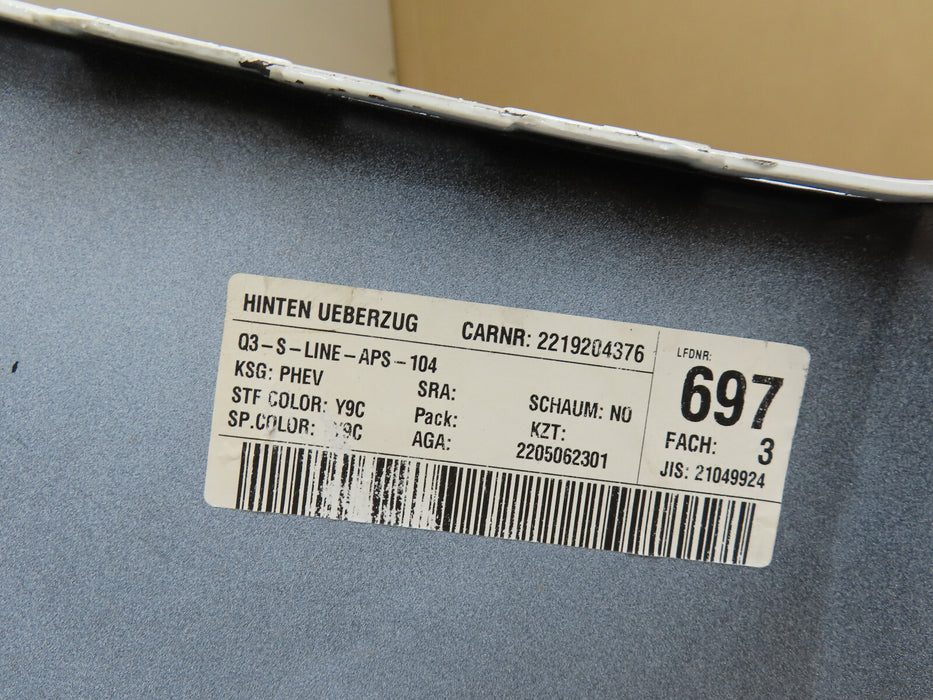 HINTEN UEBERZUG CARNR: 2219204376
Q3-S-LINE-APS-104
KSG: PHEV SRA:
STF COLOR: Y9C Pack: SCHAUM: NO
SP.COLOR: Y9C AGA: KZT:
2205062301
LFDNR:
697
FACH: 3
JIS: 21049924